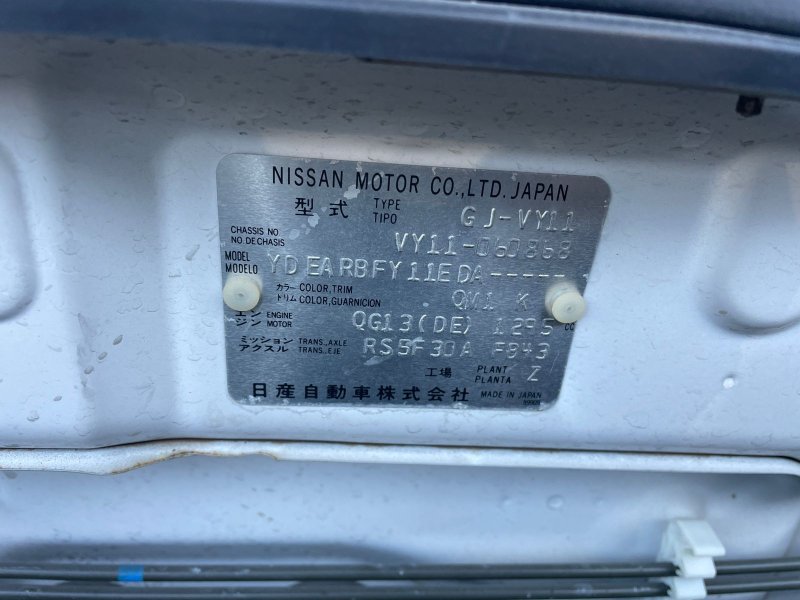 NISSAN MOTOR CO.,LTD. JAPAN
型式 TYPE TIPO GJ-VY11
CHASSIS NO NO DE CHASIS VY11-060868
MODEL MODELO YDEARBFY11EDA-----
カラー COLOR,TRIM トリム COLOR,GUARNICION QM1 K
エンジン ENGINE MOTOR QG13(DE) 1295 CC
ミッション TRANS.,AXLE アクスル TRANS.,EJE RS5F30A FB43
工場 PLANT PLANTA Z
日産自動車株式会社 MADE IN JAPAN